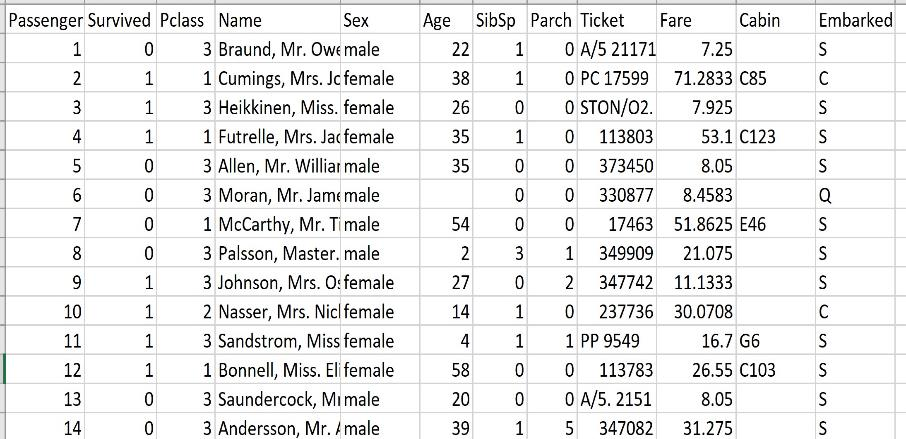 Passenger Survived Pclass Name Sex Age SibSp Parch Ticket Fare Cabin Embarked
1 0 3 Braund, Mr. Owe male 22 1 0 A/5 21171 7.25 S
2 1 1 Cumings, Mrs. Jo female 38 1 0 PC 17599 71.2833 C85 C
3 1 3 Heikkinen, Miss. female 26 0 0 STON/O2. 7.925 S
4 1 1 Futrelle, Mrs. Jac female 35 1 0 113803 53.1 C123 S
5 0 3 Allen, Mr. Willia male 35 0 0 373450 8.05 S
6 0 3 Moran, Mr. Jame male 0 0 330877 8.4583 Q
7 0 1 McCarthy, Mr. Ti male 54 0 0 17463 51.8625 E46 S
8 0 3 Palsson, Master. male 2 3 1 349909 21.075 S
9 1 3 Johnson, Mrs. Os female 27 0 2 347742 11.1333 S
10 1 2 Nasser, Mrs. Nicl female 14 1 0 237736 30.0708 C
11 1 3 Sandstrom, Miss female 4 1 1 PP 9549 16.7 G6 S
12 1 1 Bonnell, Miss. Eli female 58 0 0 113783 26.55 C103 S
13 0 3 Saundercock, M male 20 0 0 A/5. 2151 8.05 S
14 0 3 Andersson, Mr. A male 39 1 5 347082 31.275 S